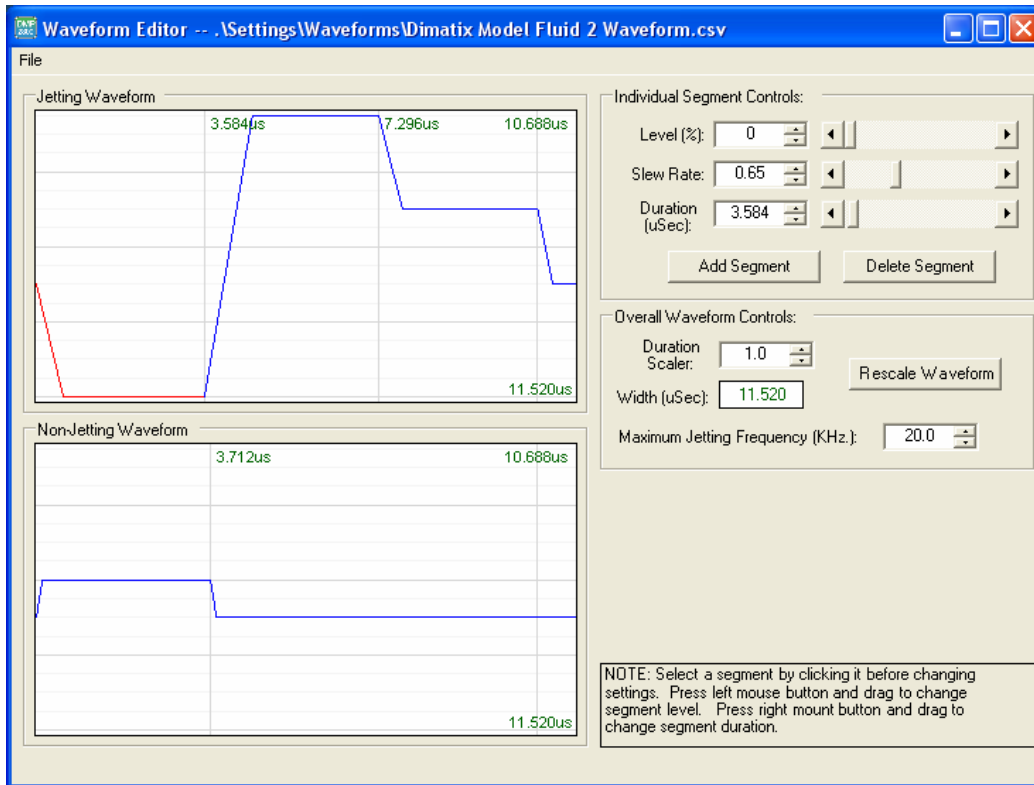 Waveform Editor -- .\Settings\Waveforms\Dimatix Model Fluid 2 Waveform.csv
File
Jetting Waveform
3.584us
7.296us
10.688us
11.520us
Non-Jetting Waveform
3.712us
10.688us
11.520us
Individual Segment Controls:
Level (%): 0
Slew Rate: 0.65
Duration
(uSec): 3.584
Add Segment
Delete Segment
Overall Waveform Controls:
Duration
Scaler: 1.0
Rescale Waveform
Width (uSec): 11.520
Maximum Jetting Frequency (KHz.): 20.0
NOTE: Select a segment by clicking it before changing
settings. Press left mouse button and drag to change
segment level. Press right mount button and drag to
change segment duration.